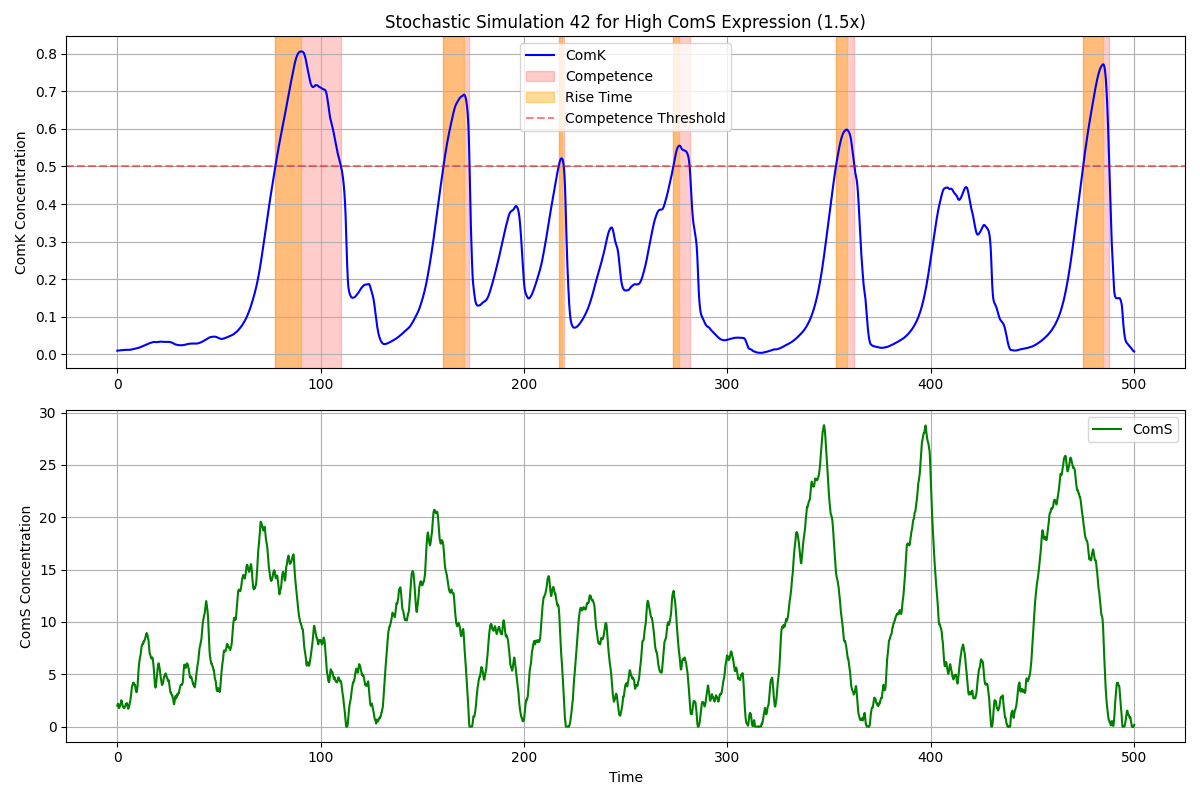 Stochastic Simulation 42 for High ComS Expression (1.5x)
ComK Concentration
0.8
0.7
0.6
0.5
0.4
0.3
0.2
0.1
0.0
ComK
Competence
Rise Time
Competence Threshold
0 100 200 300 400 500
ComS Concentration
30
25
20
15
10
5
0
ComS
0 100 200 300 400 500
Time